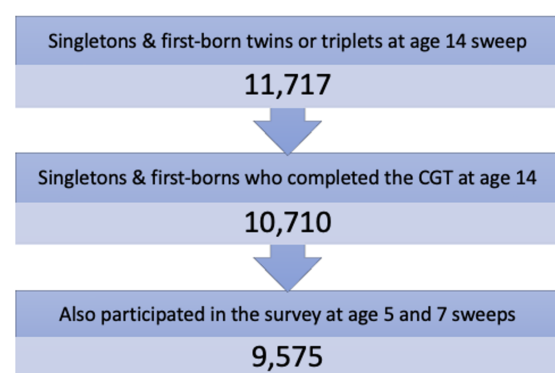 Singletons & first-born twins or triplets at age 14 sweep
11,717
Singletons & first-borns who completed the CGT at age 14
10,710
Also participated in the survey at age 5 and 7 sweeps
9,575